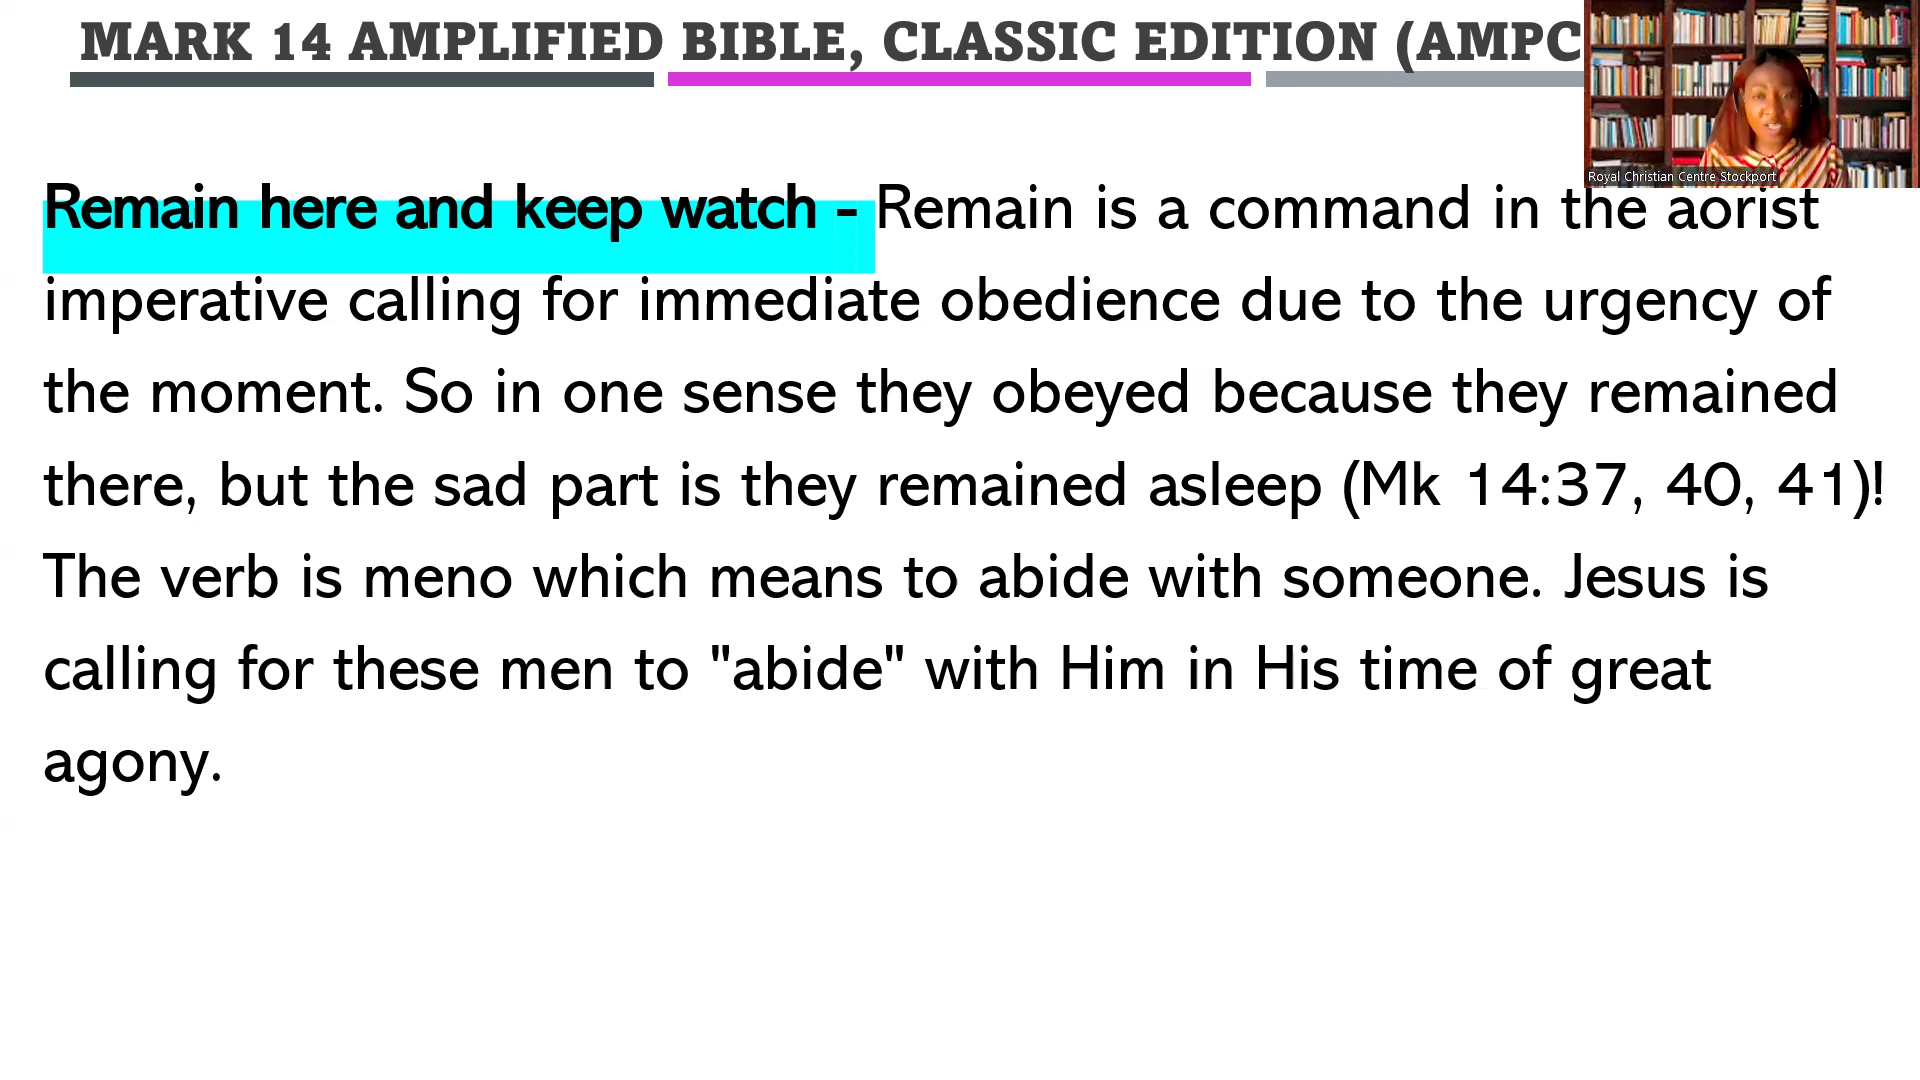 MARK 14 AMPLIFIED BIBLE, CLASSIC EDITION (AMPC
Royal Christian Centre Stockport
Remain here and keep watch - Remain is a command in the aorist
imperative calling for immediate obedience due to the urgency of
the moment. So in one sense they obeyed because they remained
there, but the sad part is they remained asleep (Mk 14:37, 40, 41)!
The verb is meno which means to abide with someone. Jesus is
calling for these men to "abide" with Him in His time of great
agony.